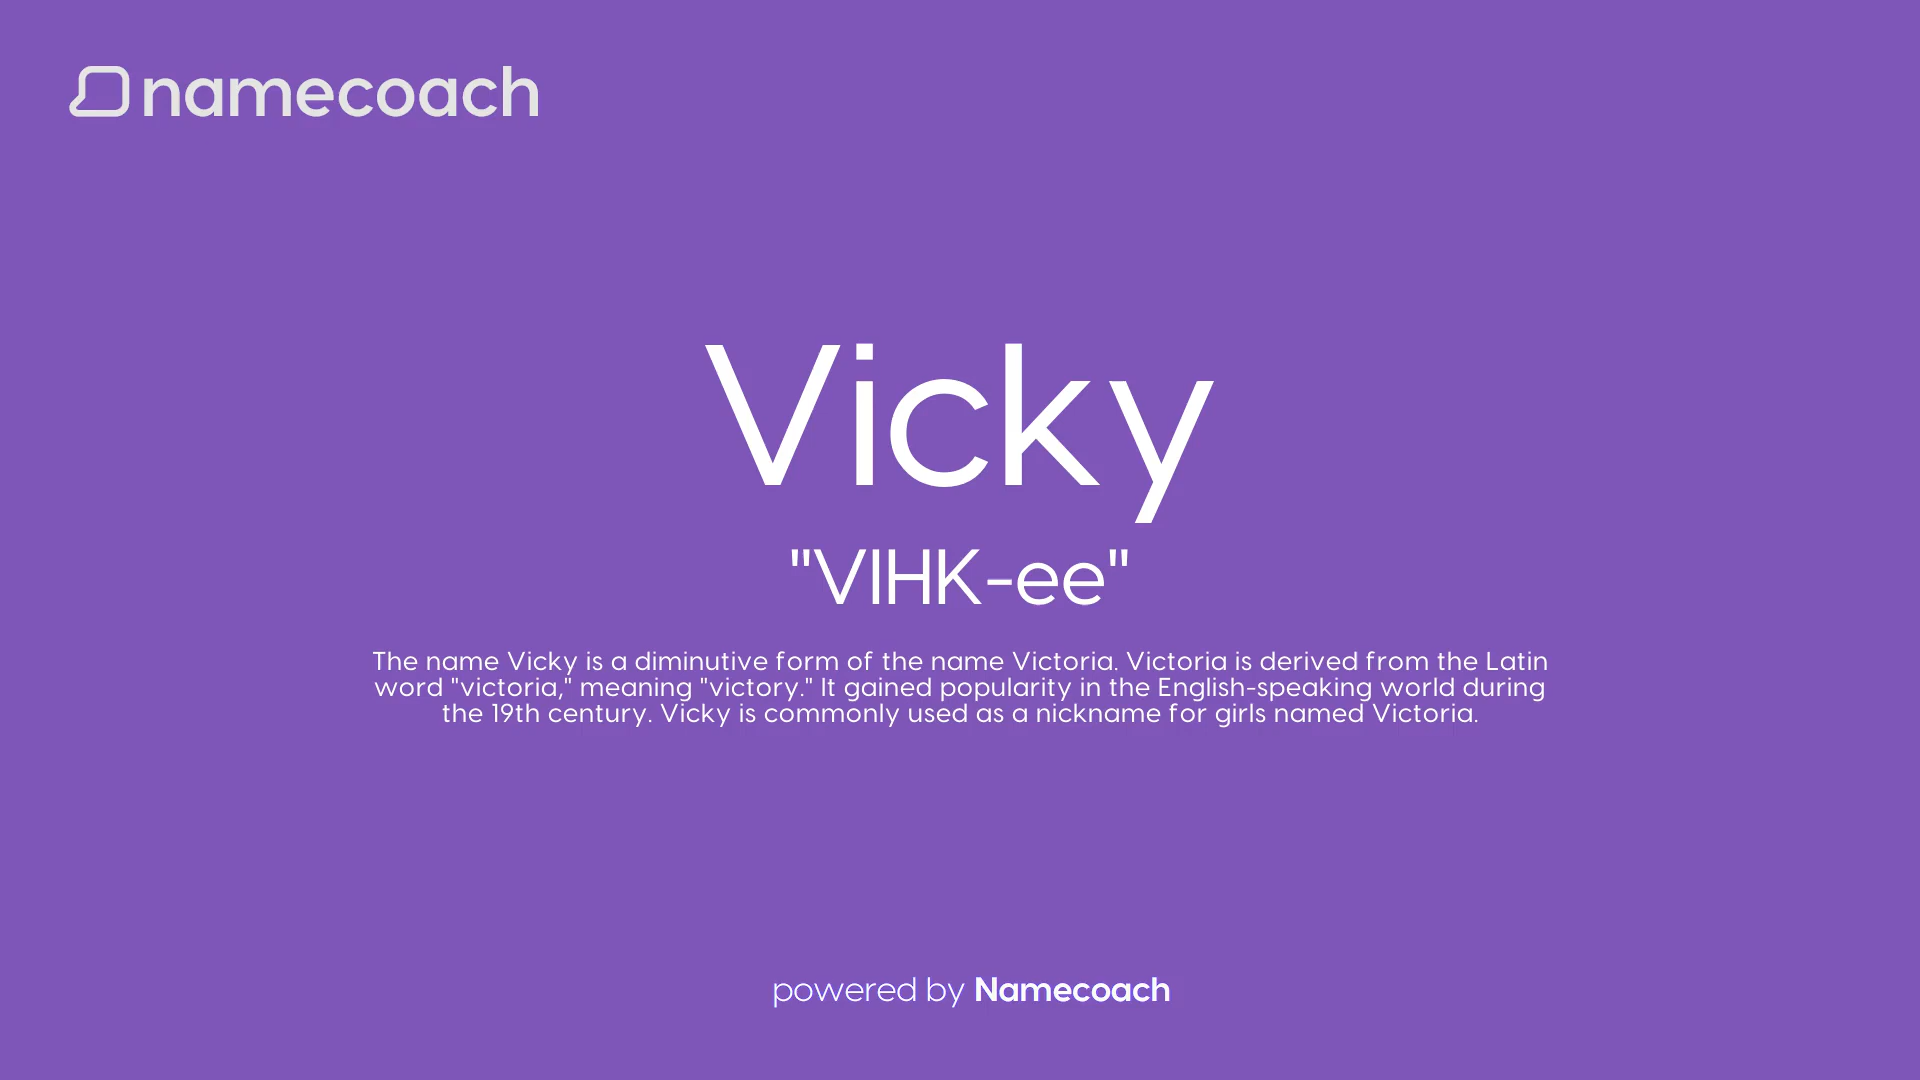 namecoach
Vicky
"VIHK-ee"
The name Vicky is a diminutive form of the name Victoria. Victoria is derived from the Latin
word "victoria," meaning "victory." It gained popularity in the English-speaking world during
the 19th century. Vicky is commonly used as a nickname for girls named Victoria.
powered by Namecoach